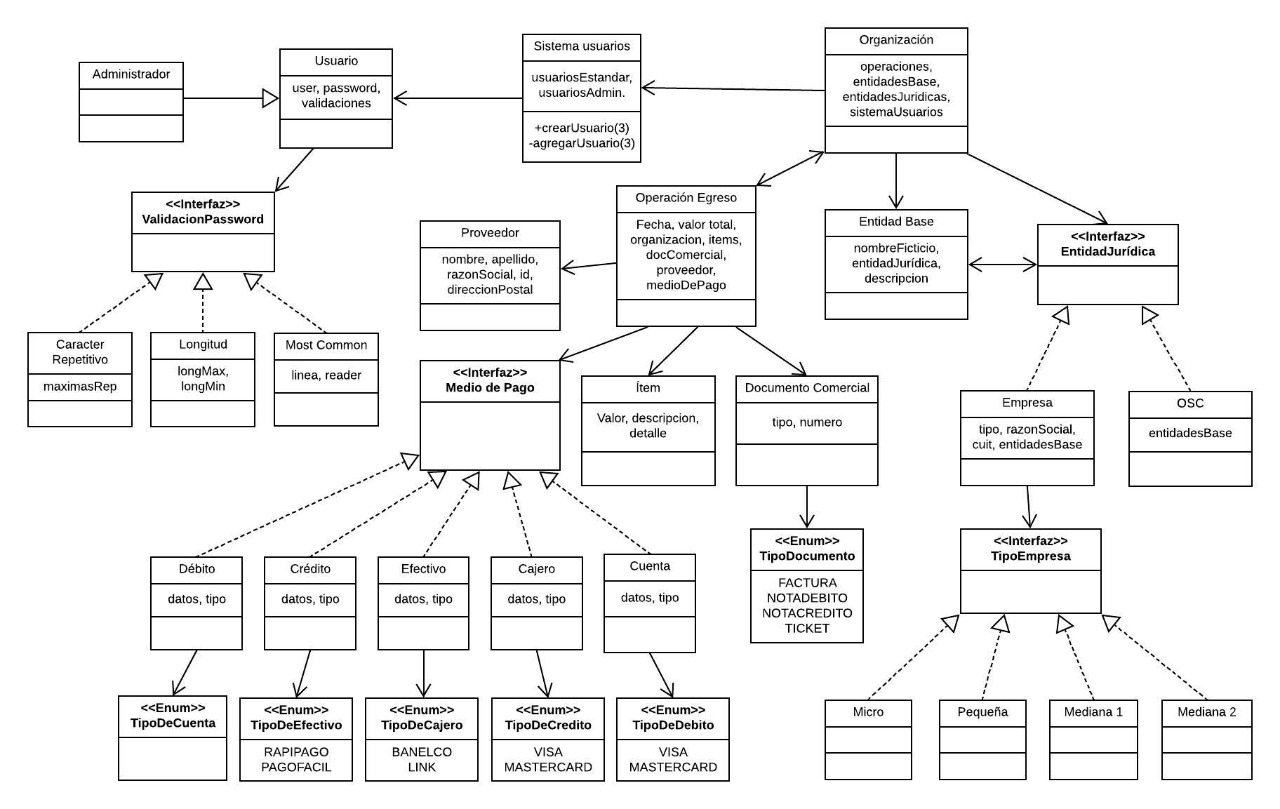 Administrador
Usuario
user, password,
validaciones
Sistema usuarios
usuariosEstandar,
usuariosAdmin.
+crearUsuario(3)
-agregarUsuario(3)
Organización
operaciones,
entidadesBase,
entidadesJuridicas,
sistemaUsuarios
<<Interfaz>>
ValidacionPassword
Proveedor
nombre, apellido,
razonSocial, id,
direccionPostal
Operación Egreso
Fecha, valor total,
organizacion, items,
docComercial,
proveedor,
medioDePago
Entidad Base
nombreFicticio,
entidadJurídica,
descripcion
<<Interfaz>>
EntidadJurídica
Caracter
Repetitivo
maximasRep
Longitud
longMax,
longMin
Most Common
linea, reader
<<Interfaz>>
Medio de Pago
Ítem
Valor, descripcion,
detalle
Documento Comercial
tipo, numero
Empresa
tipo, razonSocial,
cuit, entidadesBase
OSC
entidadesBase
Débito
datos, tipo
Crédito
datos, tipo
Efectivo
datos, tipo
Cajero
datos, tipo
Cuenta
datos, tipo
<<Enum>>
TipoDocumento
FACTURA
NOTADEBITO
NOTACREDITO
TICKET
<<Interfaz>>
TipoEmpresa
<<Enum>>
TipoDeCuenta
<<Enum>>
TipoDeEfectivo
RAPIPAGO
PAGOFACIL
<<Enum>>
TipoDeCajero
BANELCO
LINK
<<Enum>>
TipoDeCredito
VISA
MASTERCARD
<<Enum>>
TipoDeDebito
VISA
MASTERCARD
Micro
Pequeña
Mediana 1
Mediana 2